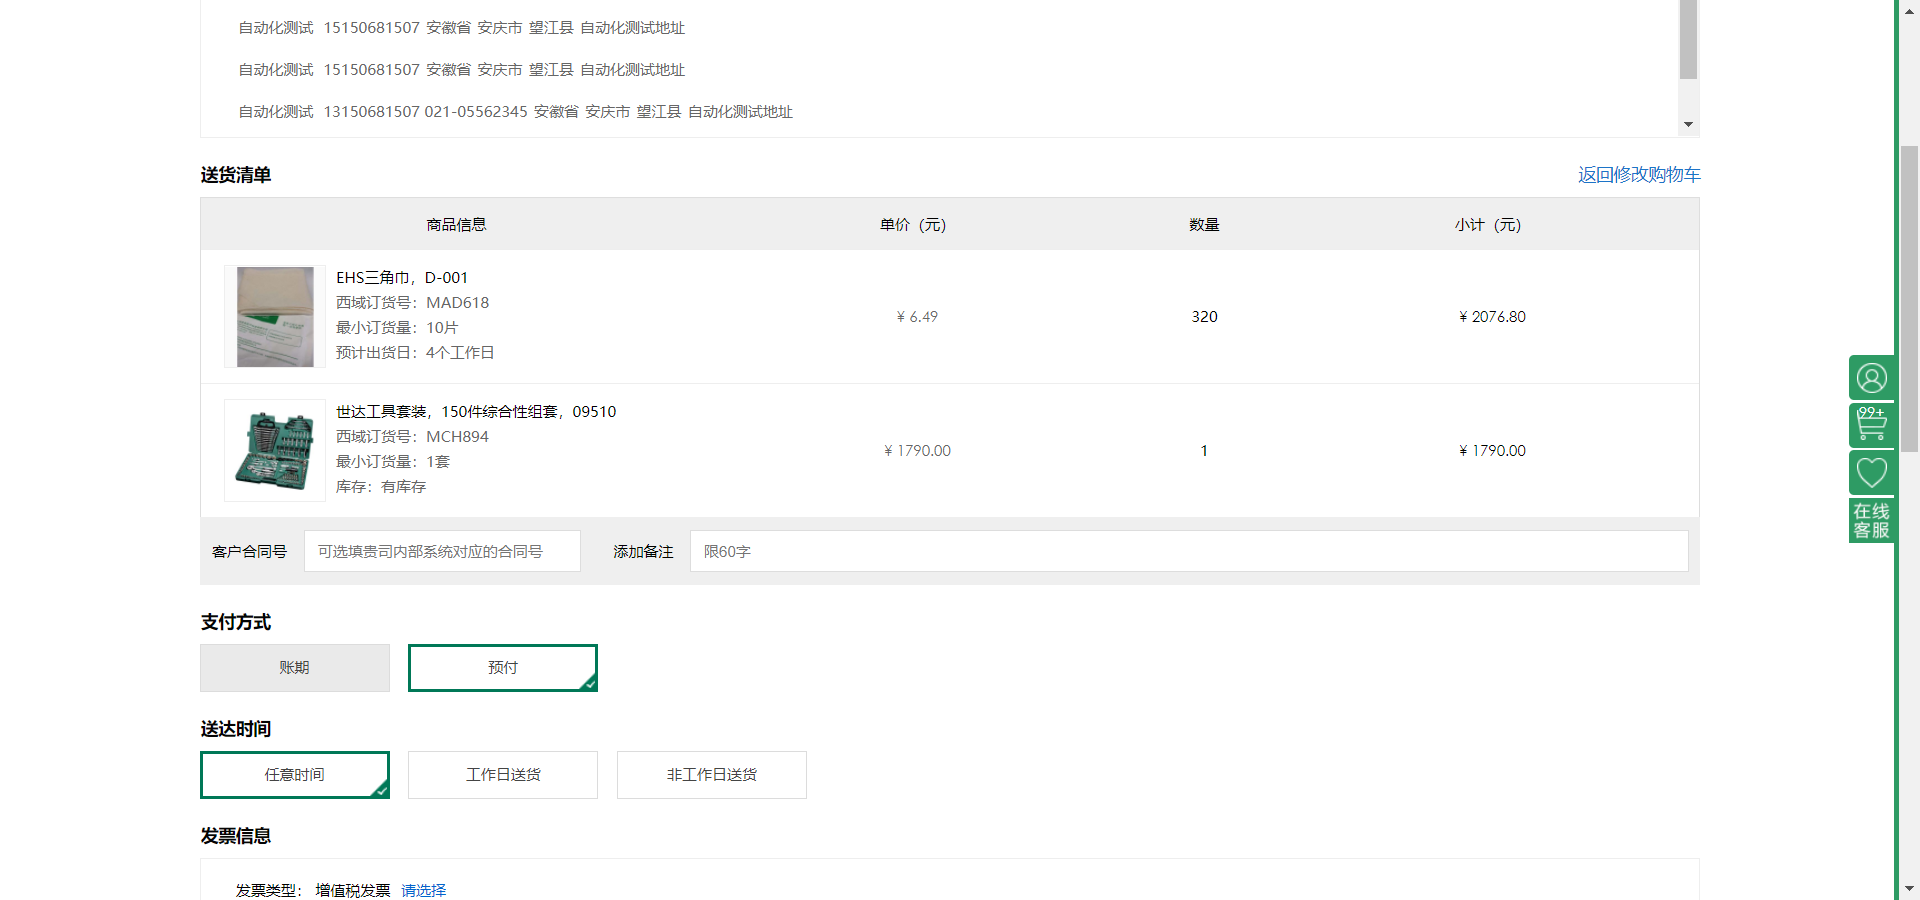 自动化测试 15150681507 安徽省 安庆市 望江县 自动化测试地址
自动化测试 15150681507 安徽省 安庆市 望江县 自动化测试地址
自动化测试 13150681507 021-05562345 安徽省 安庆市 望江县 自动化测试地址
送货清单 返回修改购物车
商品信息 单价（元） 数量 小计（元）
EHS三角巾，D-001
西域订货号：MAD618
最小订货量：10片
预计出货日：4个工作日
¥ 6.49 320 ¥ 2076.80
世达工具套装，150件综合性组套，09510
西域订货号：MCH894
最小订货量：1套
库存：有库存
¥ 1790.00 1 ¥ 1790.00
客户合同号 可选填贵司内部系统对应的合同号 添加备注 限60字
支付方式
账期 预付
送达时间
任意时间 工作日送货 非工作日送货
发票信息
发票类型： 增值税发票 请选择
99+
在线
客服